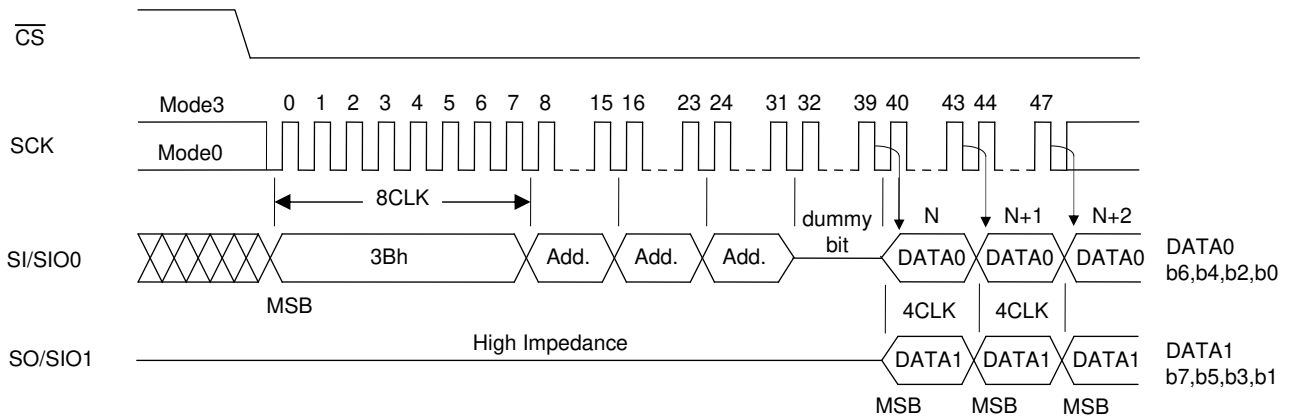 CS
Mode3 0 1 2 3 4 5 6 7 8 15 16 23 24 31 32 39 40 43 44 47
SCK
Mode0
8CLK
dummy
bit
N N+1 N+2
SI/SIO0 3Bh Add. Add. Add. DATA0 DATA0 DATA0
DATA0
b6,b4,b2,b0
MSB
4CLK 4CLK
High Impedance
SO/SIO1 DATA1 DATA1 DATA1
DATA1
b7,b5,b3,b1
MSB MSB MSB